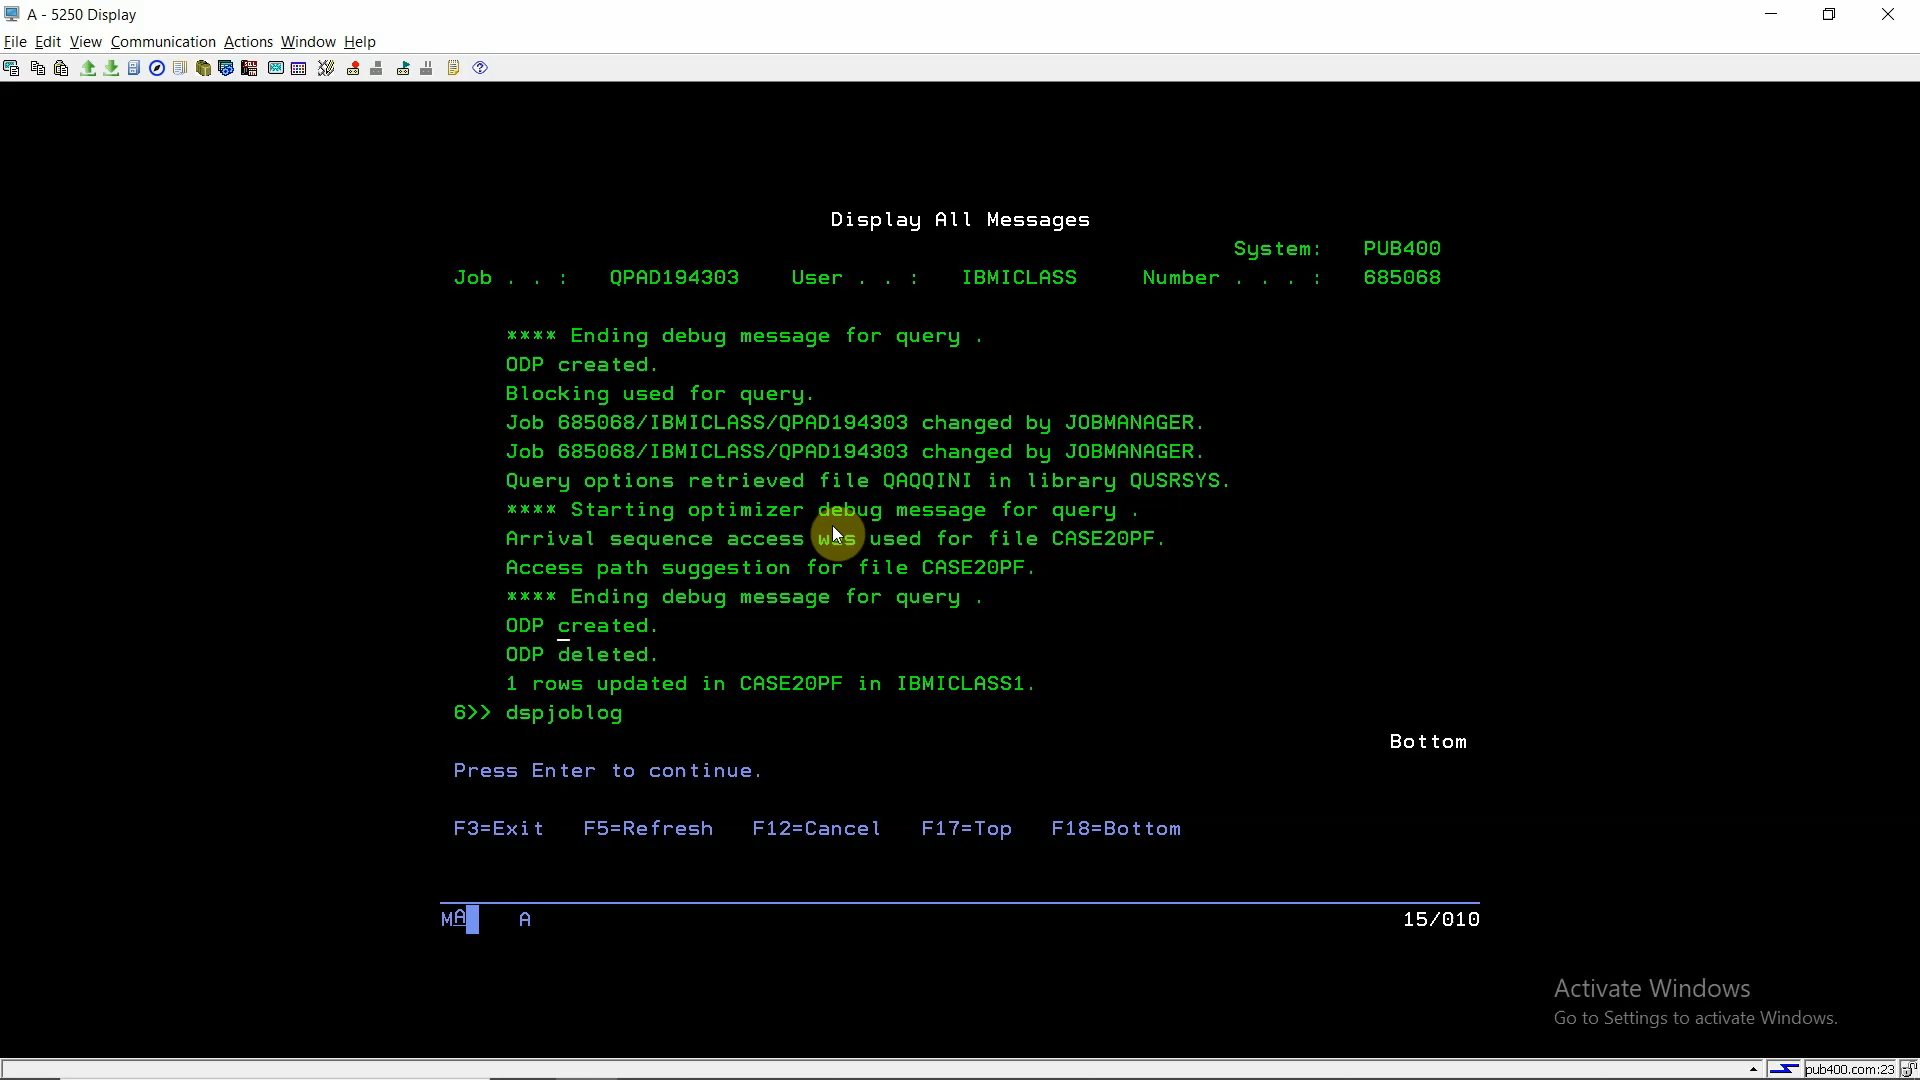 A - 5250 Display
File Edit View Communication Actions Window Help
Display All Messages
System: PUB400
Job . . : QPAD194303 User . . : IBMICLASS Number . . . : 685068
**** Ending debug message for query .
ODP created.
Blocking used for query.
Job 685068/IBMICLASS/QPAD194303 changed by JOBMANAGER.
Job 685068/IBMICLASS/QPAD194303 changed by JOBMANAGER.
Query options retrieved file QAQQINI in library QUSRSYS.
**** Starting optimizer debug message for query .
Arrival sequence access was used for file CASE20PF.
Access path suggestion for file CASE20PF.
**** Ending debug message for query .
ODP created.
ODP deleted.
1 rows updated in CASE20PF in IBMICLASS1.
6>> dspjoblog
Bottom
Press Enter to continue.
F3=Exit F5=Refresh F12=Cancel F17=Top F18=Bottom
MA A 15/010
Activate Windows
Go to Settings to activate Windows.
pub400.com:23